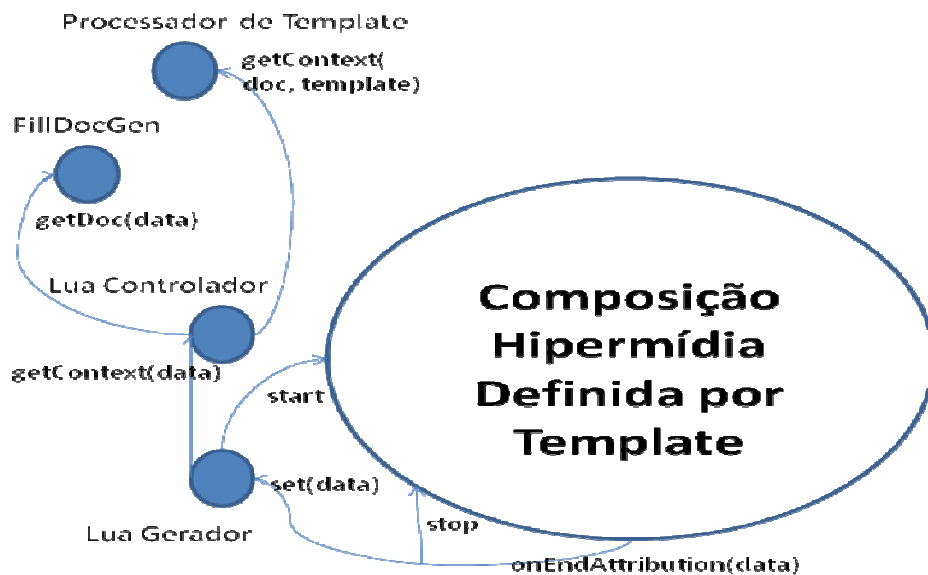 Processador de Template
getContext(
doc, template)
FillDocGen
getDoc(data)
Lua Controlador
getContext(data)
start
Composição
Hipermídia
Definida por
Template
set(data)
stop
Lua Gerador
onEndAttribution(data)